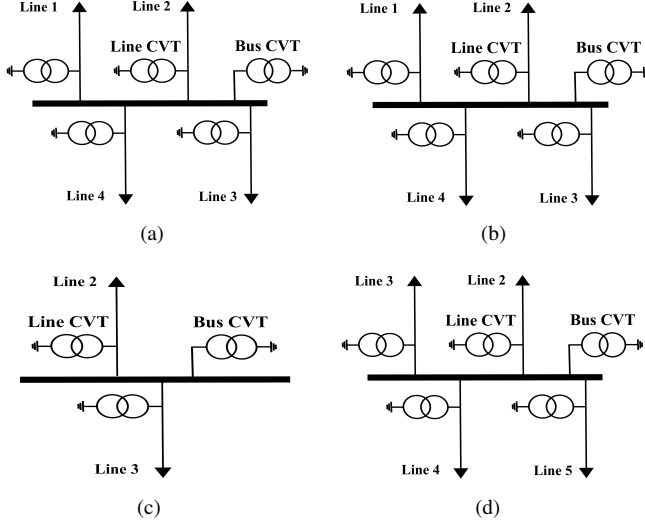 Line 1
Line 2
Line CVT
Bus CVT
Line 4
Line 3
(a)
Line 1
Line 2
Line CVT
Bus CVT
Line 4
Line 3
(b)
Line 2
Line CVT
Bus CVT
Line 3
(c)
Line 3
Line 2
Line CVT
Bus CVT
Line 4
Line 5
(d)